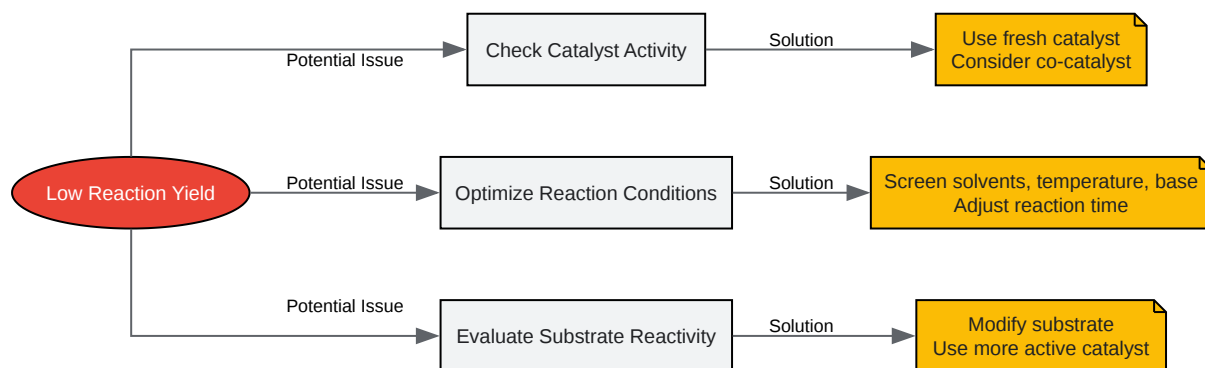 Potential Issue
Check Catalyst Activity
Solution
Use fresh catalyst
Consider co-catalyst
Low Reaction Yield
Potential Issue
Optimize Reaction Conditions
Solution
Screen solvents, temperature, base
Adjust reaction time
Potential Issue
Evaluate Substrate Reactivity
Solution
Modify substrate
Use more active catalyst